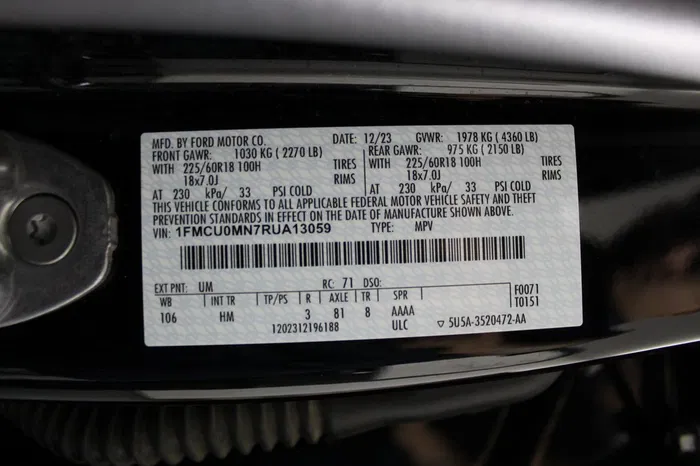 MFD. BY FORD MOTOR CO. DATE: 12/23 GVWR: 1978 KG ( 4360 LB)
FRONT GAWR: 1030 KG ( 2270 LB) REAR GAWR: 975 KG ( 2150 LB)
WITH 225/60R18 100H TIRES WITH 225/60R18 100H TIRES
18x7.0J RIMS 18x7.0J RIMS
AT 230 kPa/ 33 PSI COLD AT 230 kPa/ 33 PSI COLD
THIS VEHICLE CONFORMS TO ALL APPLICABLE FEDERAL MOTOR VEHICLE SAFETY AND THEFT
PREVENTION STANDARDS IN EFFECT ON THE DATE OF MANUFACTURE SHOWN ABOVE.
VIN: 1FMCU0MN7RUA13059 TYPE: MPV
EXT PNT: UM RC: 71 DSO: F0071
WB INT TR TP/PS R AXLE TR SPR T0151
106 HM 3 81 8 AAAA
1202312196188 ULC ▽ 5U5A-3520472-AA